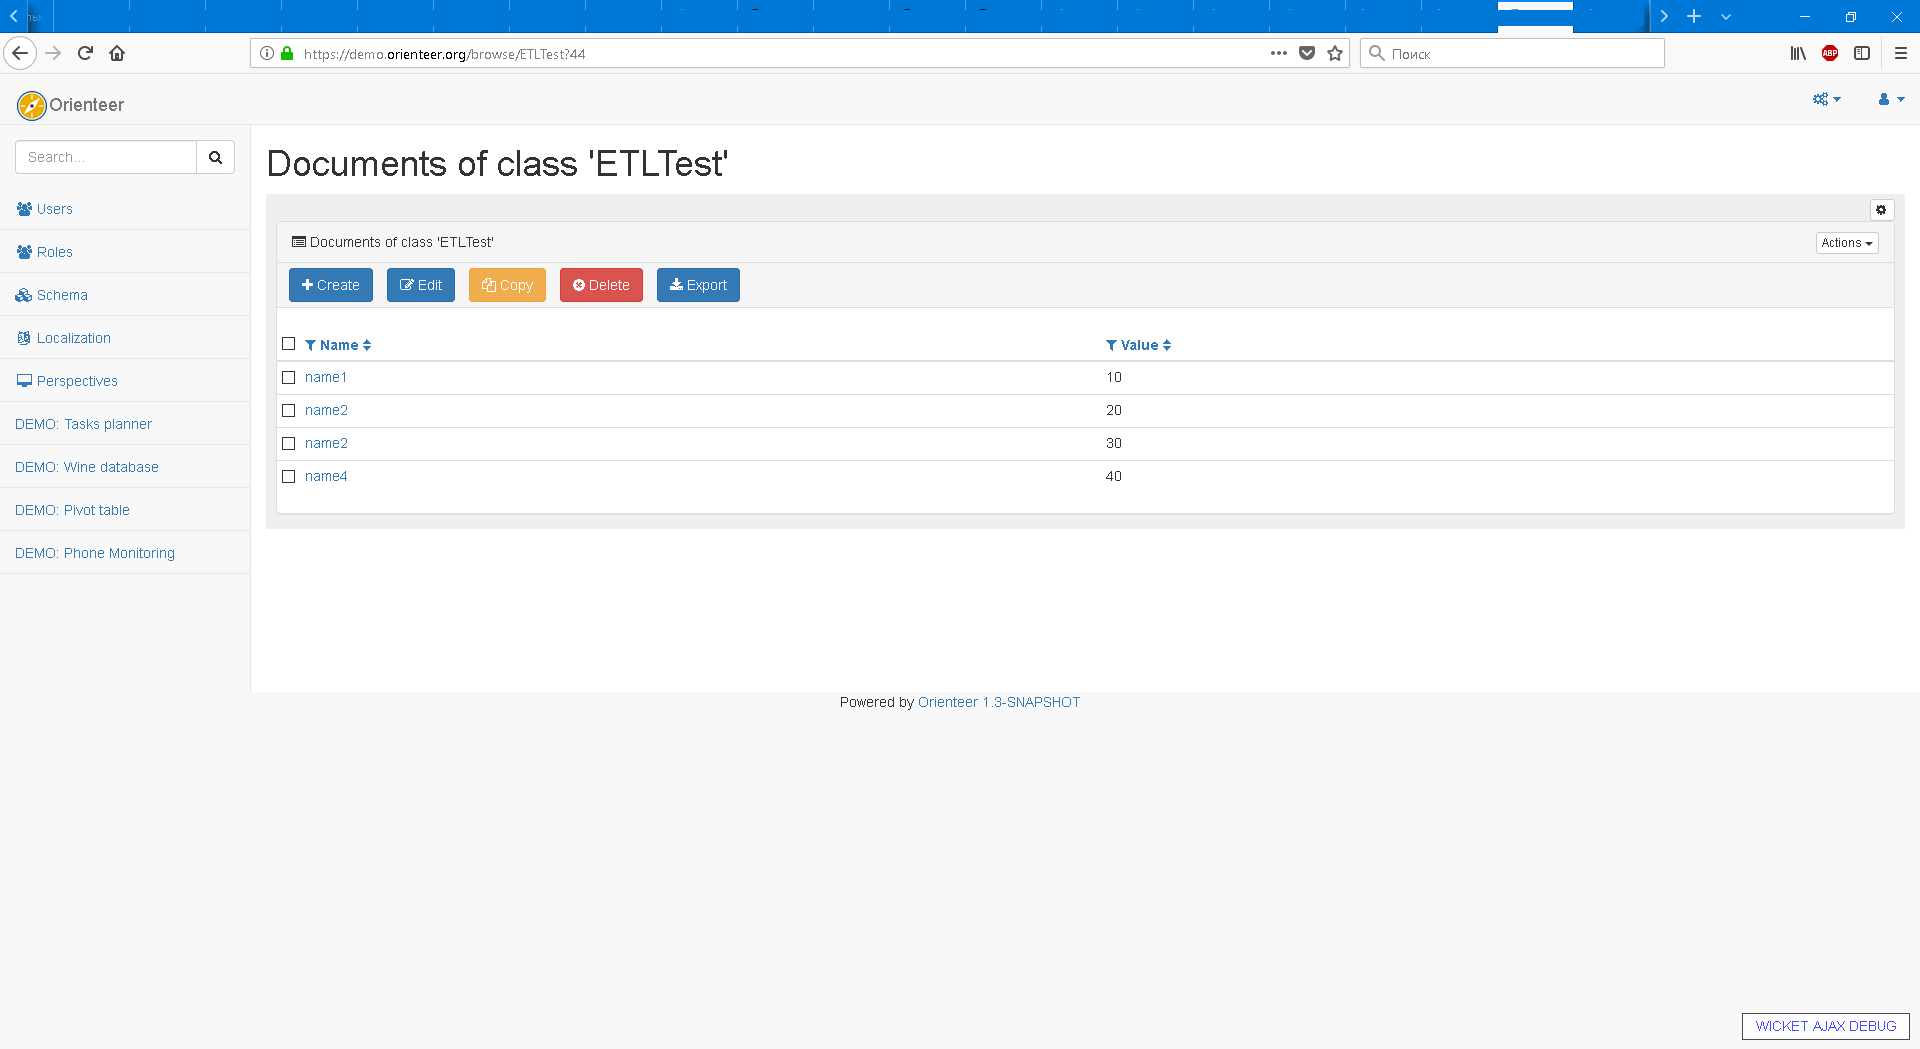 https://demo.orienteer.org/browse/ETLTest?44
Поиск
ABP
Orienteer
Search...
Users
Roles
Schema
Localization
Perspectives
DEMO: Tasks planner
DEMO: Wine database
DEMO: Pivot table
DEMO: Phone Monitoring
Documents of class 'ETLTest'
Documents of class 'ETLTest'
Actions
Create Edit Copy Delete Export
Name Value
name1 10
name2 20
name2 30
name4 40
Powered by Orienteer 1.3-SNAPSHOT
WICKET AJAX DEBUG